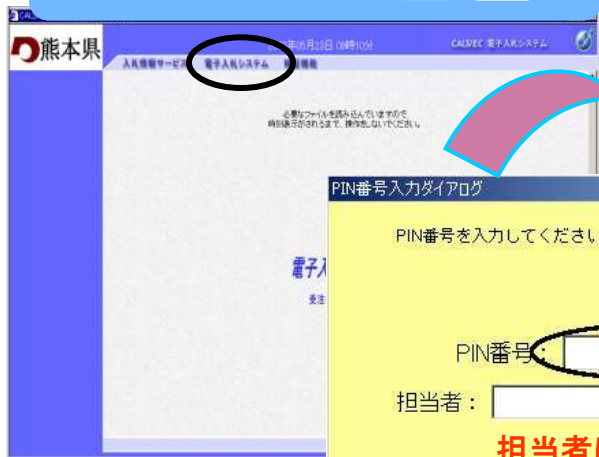 熊本県
CALS/EC 電子入札システム
入札情報サービス 電子入札システム
必要なファイルを読み込んでいますので
時刻表示がされるまで、操作をしないでください。
PIN番号入力ダイアログ
PIN番号を入力してくださ
電子入
受注
PIN番号：
担当者：
担当者